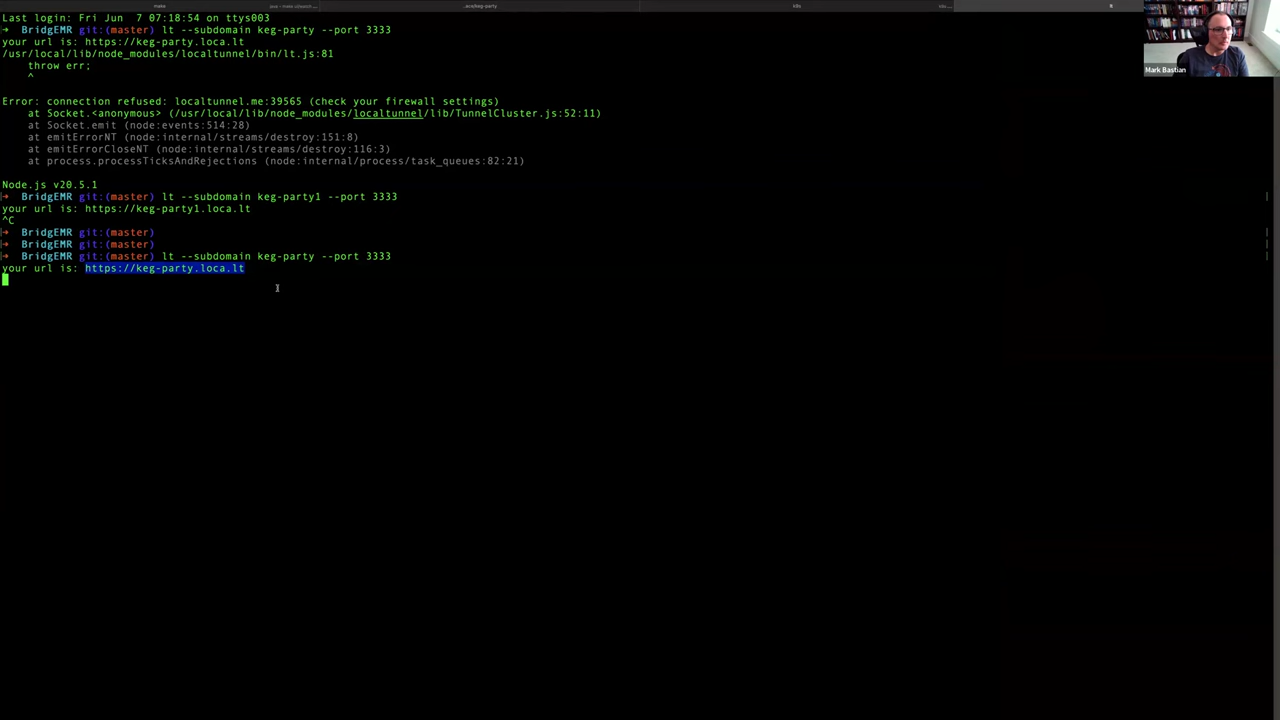 make
..ace/keg-party
k9s
Last login: Fri Jun  7 07:18:54 on ttys003
➜  BridgEMR git:(master) lt --subdomain keg-party --port 3333
your url is: https://keg-party.loca.lt
/usr/local/lib/node_modules/localtunnel/bin/lt.js:81
    throw err;
    ^
Error: connection refused: localtunnel.me:39565 (check your firewall settings)
    at Socket.<anonymous> (/usr/local/lib/node_modules/localtunnel/lib/TunnelCluster.js:52:11)
    at Socket.emit (node:events:514:28)
    at emitErrorNT (node:internal/streams/destroy:151:8)
    at emitErrorCloseNT (node:internal/streams/destroy:116:3)
    at process.processTicksAndRejections (node:internal/process/task_queues:82:21)
Node.js v20.5.1
➜  BridgEMR git:(master) lt --subdomain keg-party1 --port 3333
your url is: https://keg-party1.loca.lt
^C
➜  BridgEMR git:(master)
➜  BridgEMR git:(master)
➜  BridgEMR git:(master) lt --subdomain keg-party --port 3333
your url is: https://keg-party.loca.lt
Mark Bastian